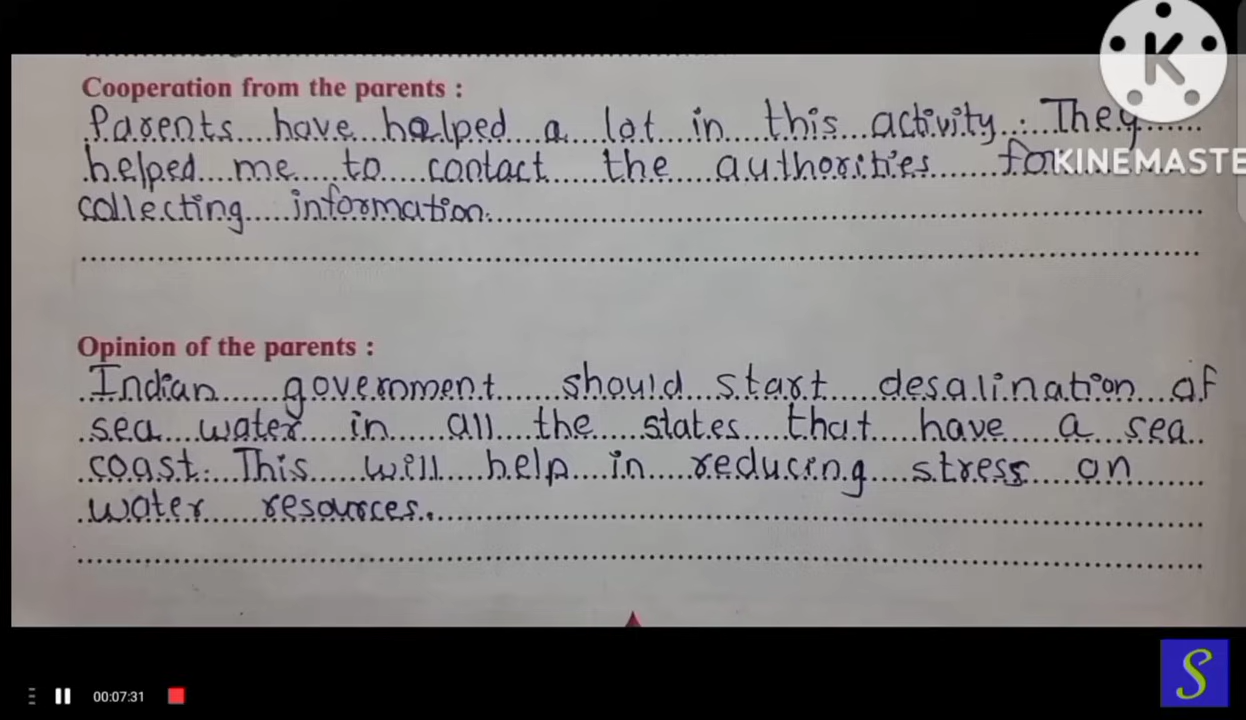 Cooperation from the parents :
Parents have helped a lot in this activity. They
helped me to contact the authorities for
KINEMASTE
collecting information.
Opinion of the parents :
Indian government should start desalination of
sea water in all the states that have a sea
coast. This will help in reducing stress on
water resources.
00:07:31
S